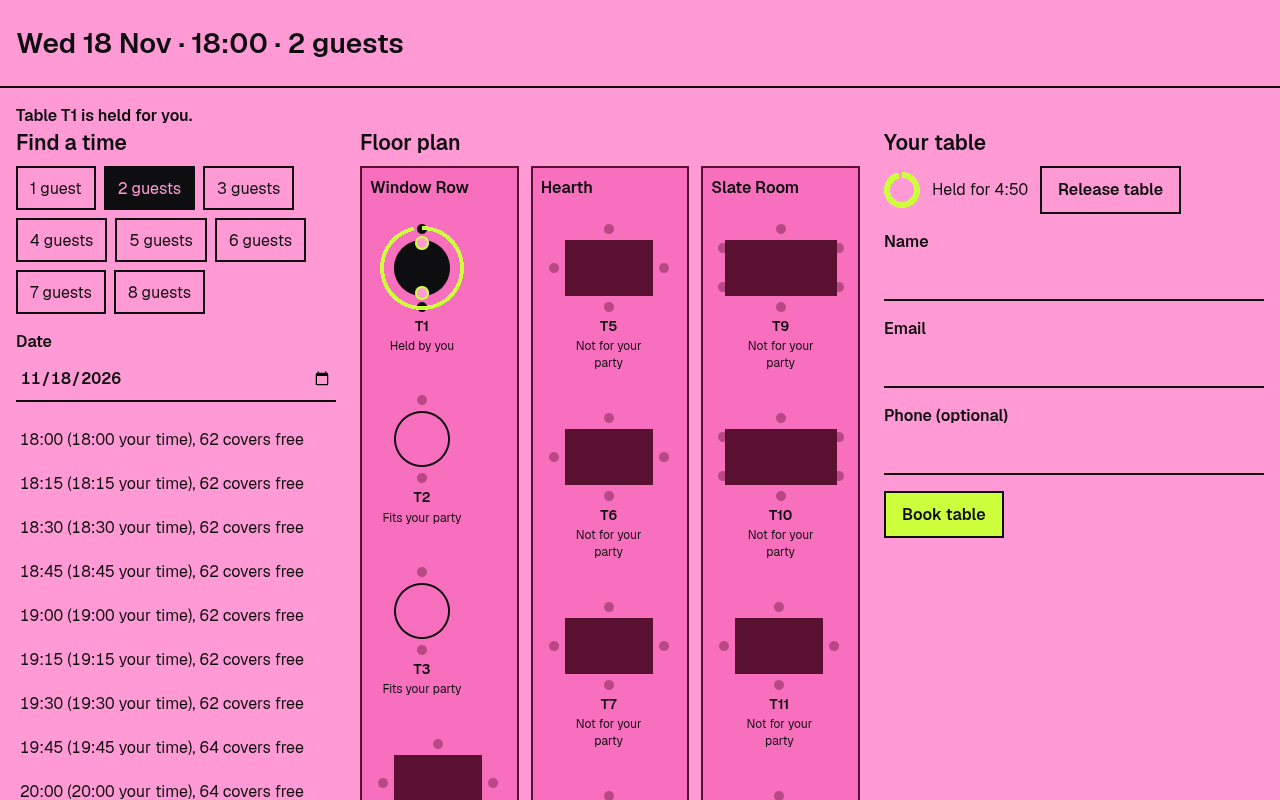 Wed 18 Nov · 18:00 · 2 guests
Table T1 is held for you.
Find a time
1 guest
2 guests
3 guests
4 guests
5 guests
6 guests
7 guests
8 guests
Date
11/18/2026
18:00 (18:00 your time), 62 covers free
18:15 (18:15 your time), 62 covers free
18:30 (18:30 your time), 62 covers free
18:45 (18:45 your time), 62 covers free
19:00 (19:00 your time), 62 covers free
19:15 (19:15 your time), 62 covers free
19:30 (19:30 your time), 62 covers free
19:45 (19:45 your time), 64 covers free
20:00 (20:00 your time), 64 covers free
Floor plan
Window Row
T1
Held by you
T2
Fits your party
T3
Fits your party
Hearth
T5
Not for your
party
T6
Not for your
party
T7
Not for your
party
Slate Room
T9
Not for your
party
T10
Not for your
party
T11
Not for your
party
Your table
Held for 4:50
Release table
Name
Email
Phone (optional)
Book table